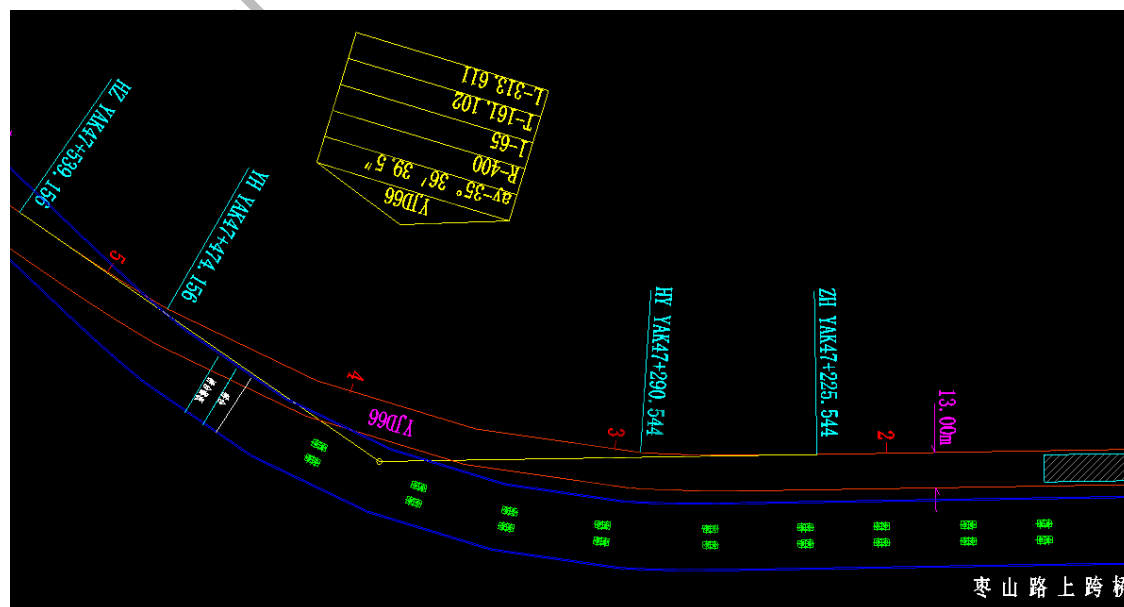 L-313.611
T-161.102
l-65
R-400
ay-35° 36′ 39.5″
YJD66
HZ YAK47+539.156
YH YAK47+474.156
HY YAK47+290.544
ZH YAK47+225.544
13.00m
5
4
3
2
YJD66
枣山路上跨桥